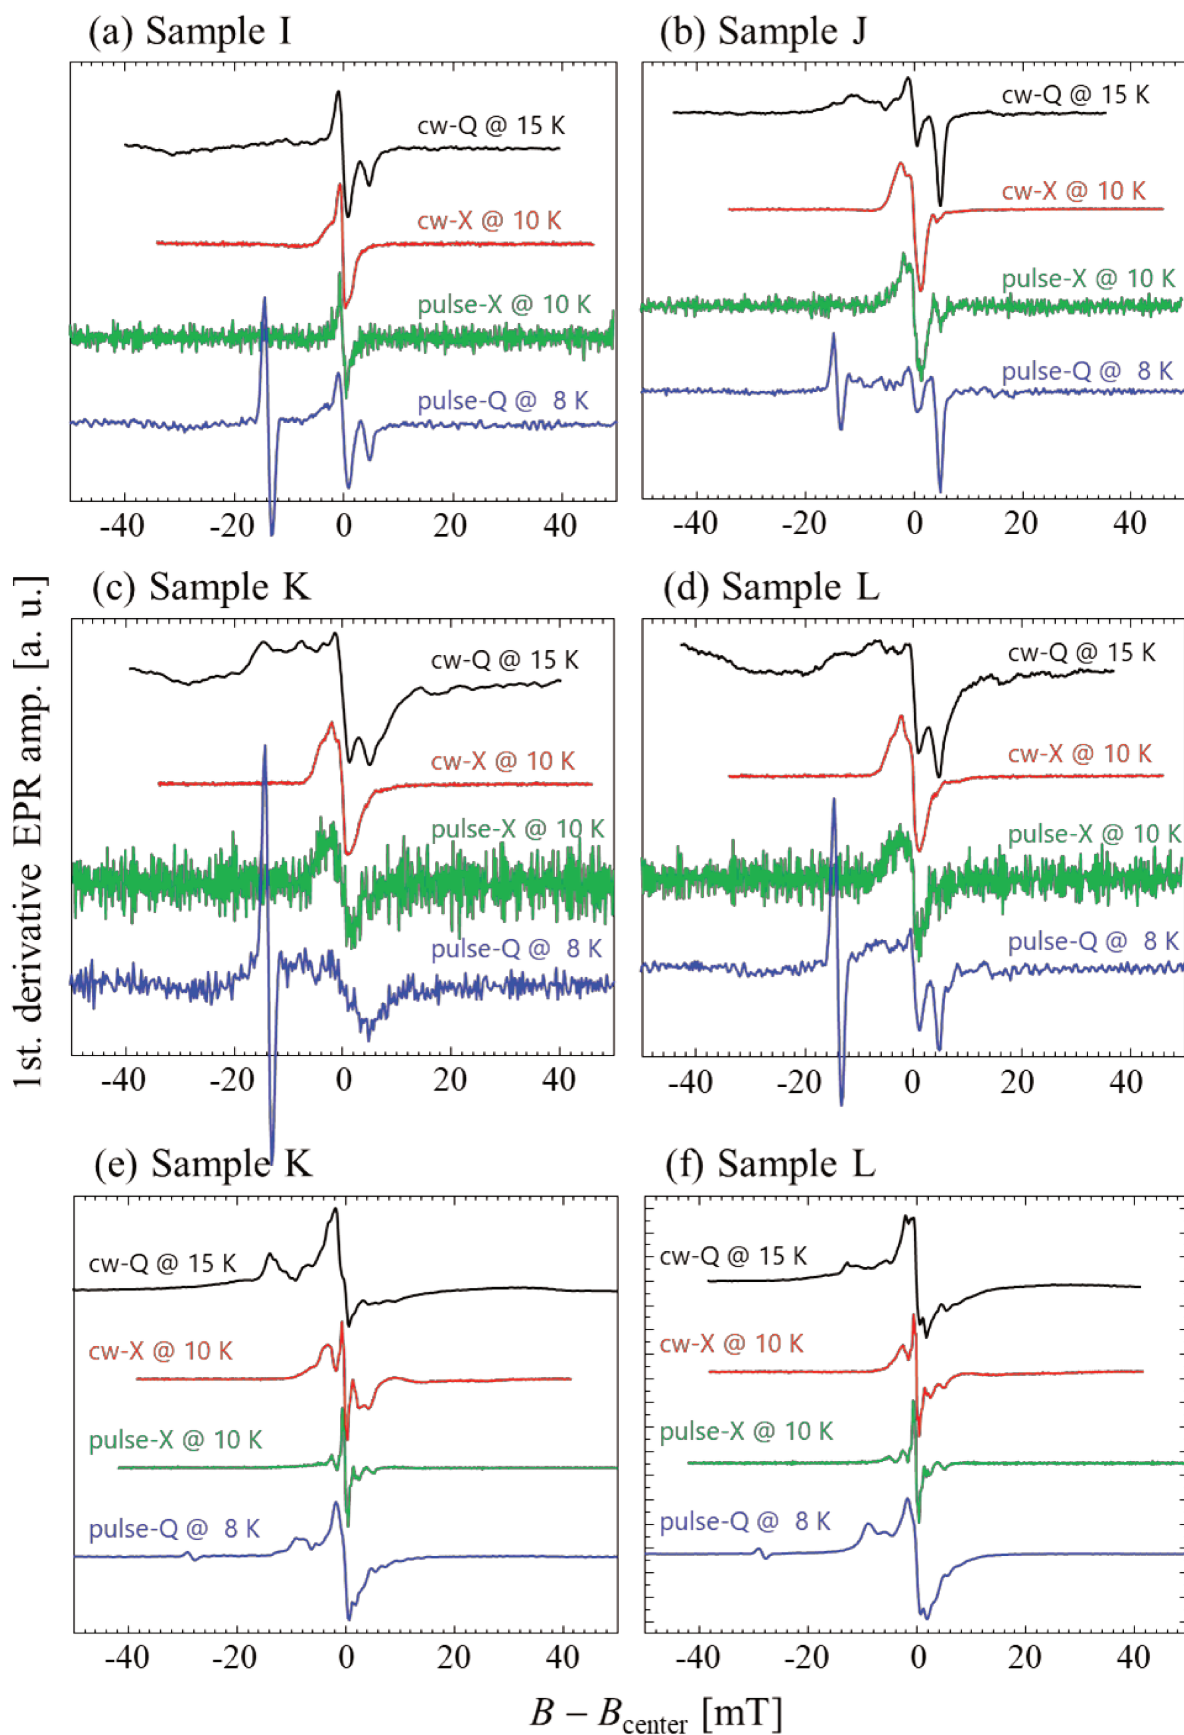 (a) Sample I
cw-Q @ 15 K
cw-X @ 10 K
pulse-X @ 10 K
pulse-Q @ 8 K
-40 -20 0 20 40
(b) Sample J
cw-Q @ 15 K
cw-X @ 10 K
pulse-X @ 10 K
pulse-Q @ 8 K
-40 -20 0 20 40
1st. derivative EPR amp. [a. u.]
(c) Sample K
cw-Q @ 15 K
cw-X @ 10 K
pulse-X @ 10 K
pulse-Q @ 8 K
-40 -20 0 20 40
(d) Sample L
cw-Q @ 15 K
cw-X @ 10 K
pulse-X @ 10 K
pulse-Q @ 8 K
-40 -20 0 20 40
(e) Sample K
cw-Q @ 15 K
cw-X @ 10 K
pulse-X @ 10 K
pulse-Q @ 8 K
-40 -20 0 20 40
(f) Sample L
cw-Q @ 15 K
cw-X @ 10 K
pulse-X @ 10 K
pulse-Q @ 8 K
-40 -20 0 20 40
B − Bcenter [mT]